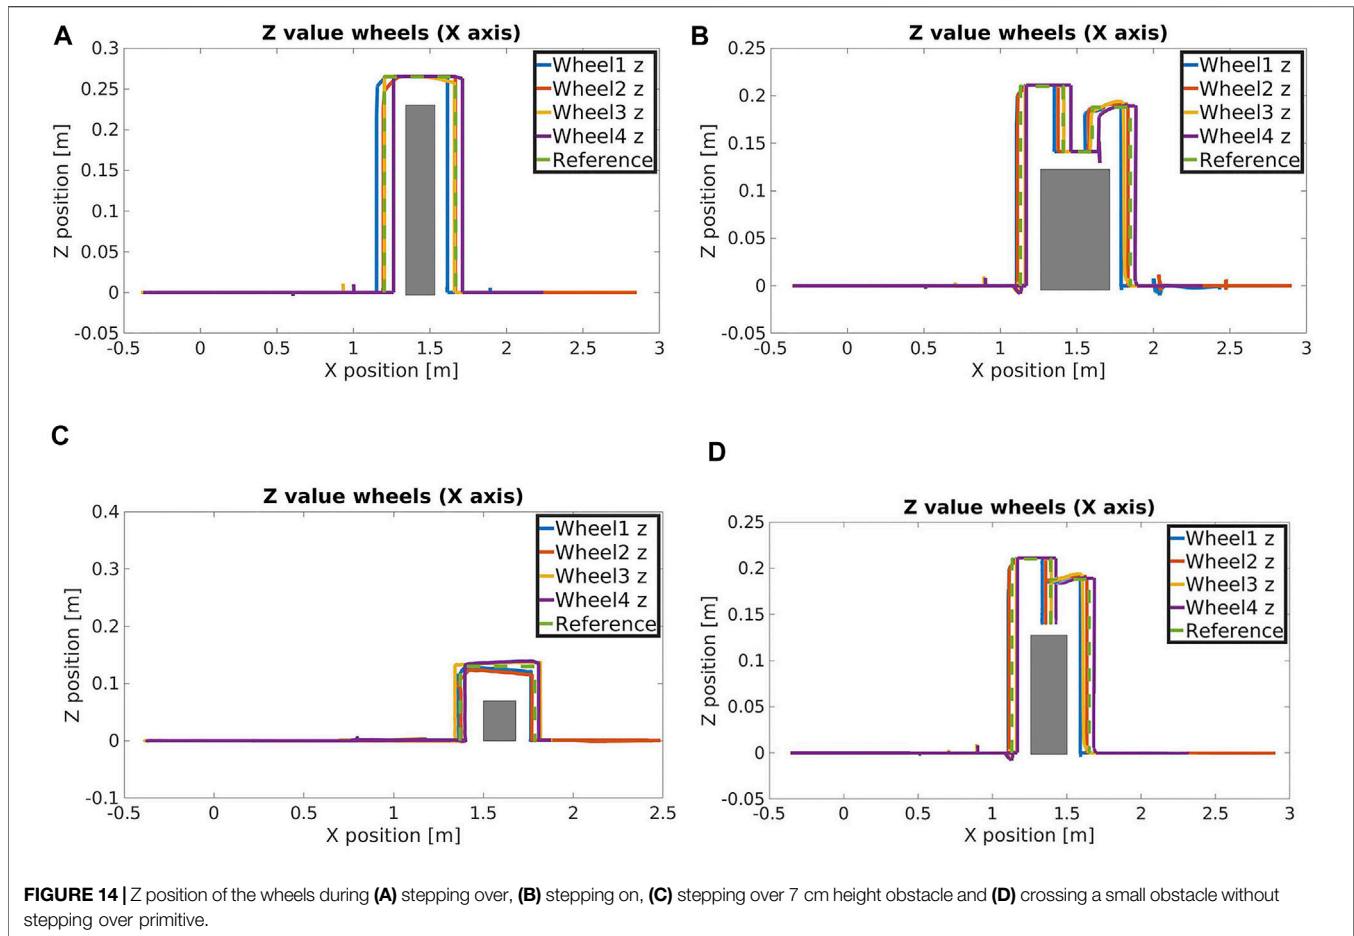 A
Z value wheels (X axis)
0.3
0.25
0.2
0.15
0.1
0.05
0
-0.05
Z position [m]
-0.5 0 0.5 1 1.5 2 2.5 3
X position [m]
Wheel1 z
Wheel2 z
Wheel3 z
Wheel4 z
Reference
B
Z value wheels (X axis)
0.25
0.2
0.15
0.1
0.05
0
-0.05
Z position [m]
-0.5 0 0.5 1 1.5 2 2.5 3
X position [m]
Wheel1 z
Wheel2 z
Wheel3 z
Wheel4 z
Reference
C
Z value wheels (X axis)
0.4
0.3
0.2
0.1
0
-0.1
Z position [m]
-0.5 0 0.5 1 1.5 2 2.5
X position [m]
Wheel1 z
Wheel2 z
Wheel3 z
Wheel4 z
Reference
D
Z value wheels (X axis)
0.25
0.2
0.15
0.1
0.05
0
-0.05
Z position [m]
-0.5 0 0.5 1 1.5 2 2.5 3
X position [m]
Wheel1 z
Wheel2 z
Wheel3 z
Wheel4 z
Reference
FIGURE 14 | Z position of the wheels during (A) stepping over, (B) stepping on, (C) stepping over 7 cm height obstacle and (D) crossing a small obstacle without
stepping over primitive.